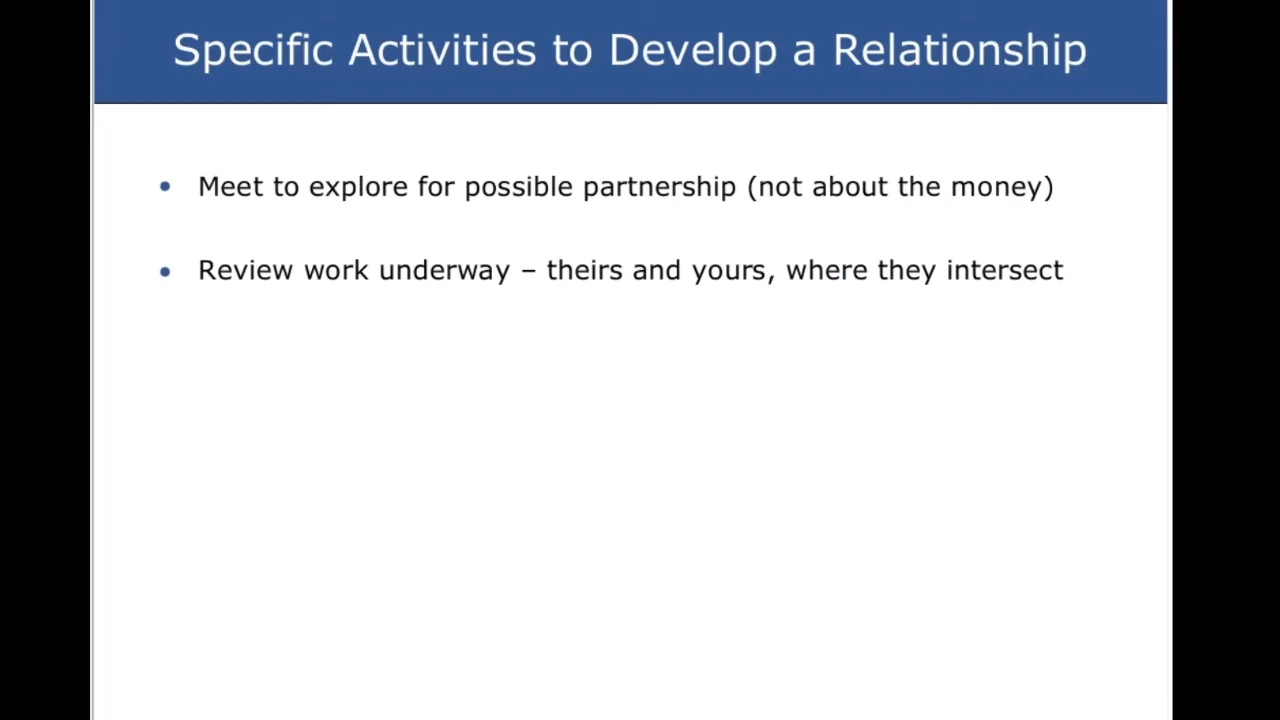 Specific Activities to Develop a Relationship
• Meet to explore for possible partnership (not about the money)
• Review work underway – theirs and yours, where they intersect